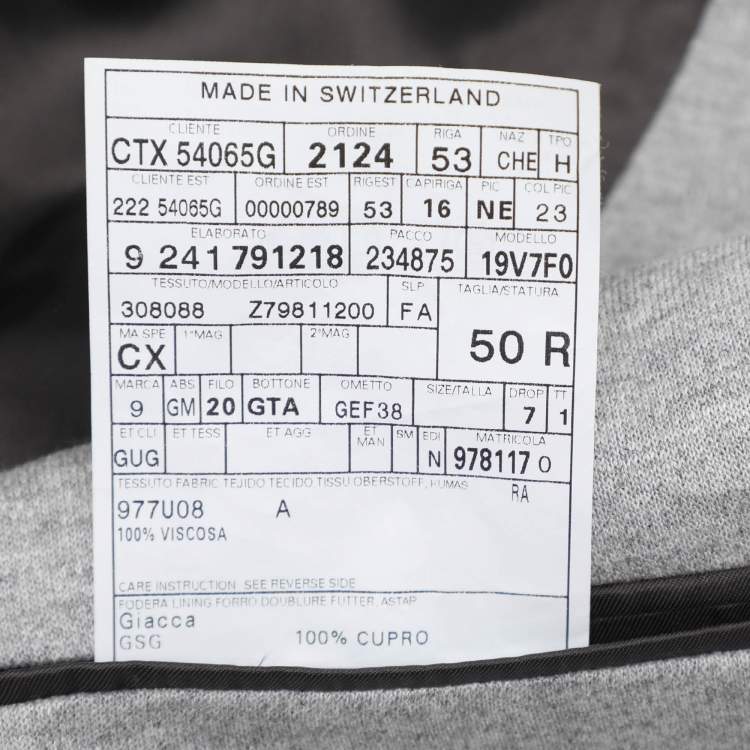 MADE IN SWITZERLAND
CLIENTE ORDINE RIGA NAZ TPO
CTX 54065G 2124 53 CHE H
CLIENTE EST ORDINE EST RIGEST CAPIRIGA PIC COL PIC
222 54065G 00000789 53 16 NE 23
ELABORATO PACCO MODELLO
9 241 791218 234875 19V7F0
TESSUTO/MODELLO/ARTICOLO SLP TAGLIA/STATURA
308088 Z79811200 FA
50 R
MA SPE 1°MAG 2°MAG
CX
MARCA ABS FILO BOTTONE OMETTO SIZE/TALLA DROP TT
9 GM 20 GTA GEF38 7 1
ET CLI ET TESS ET AGG ET MAN SM EDI MATRICOLA
GUG N 978117 0
TESSUTO FABRIC TEJIDO TECIDO TISSU OBERSTOFF, KUMAS
RA
977U08 A
100% VISCOSA
CARE INSTRUCTION SEE REVERSE SIDE
FODERA LINING FORRO DOUBLURE FUTTER, ASTAP
Giacca
GSG 100% CUPRO